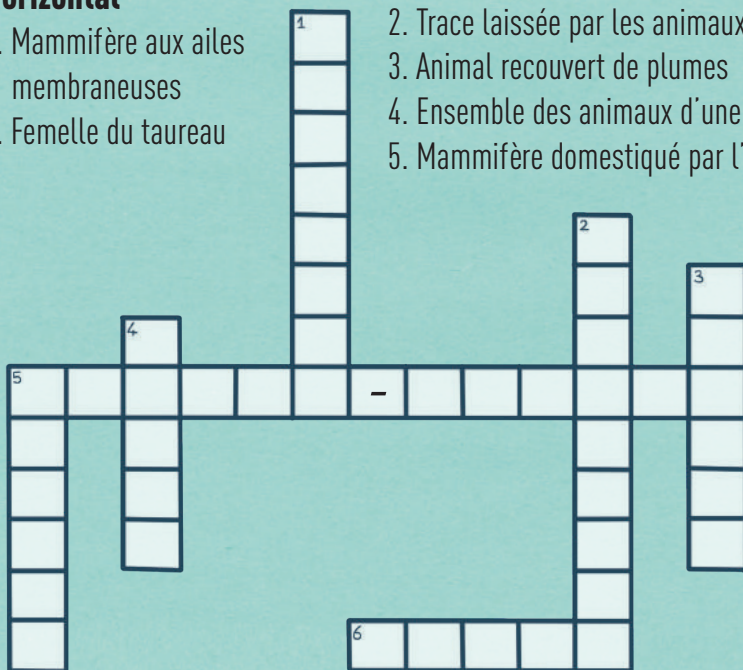 . Mammifère aux ailes
membraneuses
. Femelle du taureau
2. Trace laissée par les animaux
3. Animal recouvert de plumes
4. Ensemble des animaux d'une
5. Mammifère domestiqué par l'
1
2
3
4
5
-
6